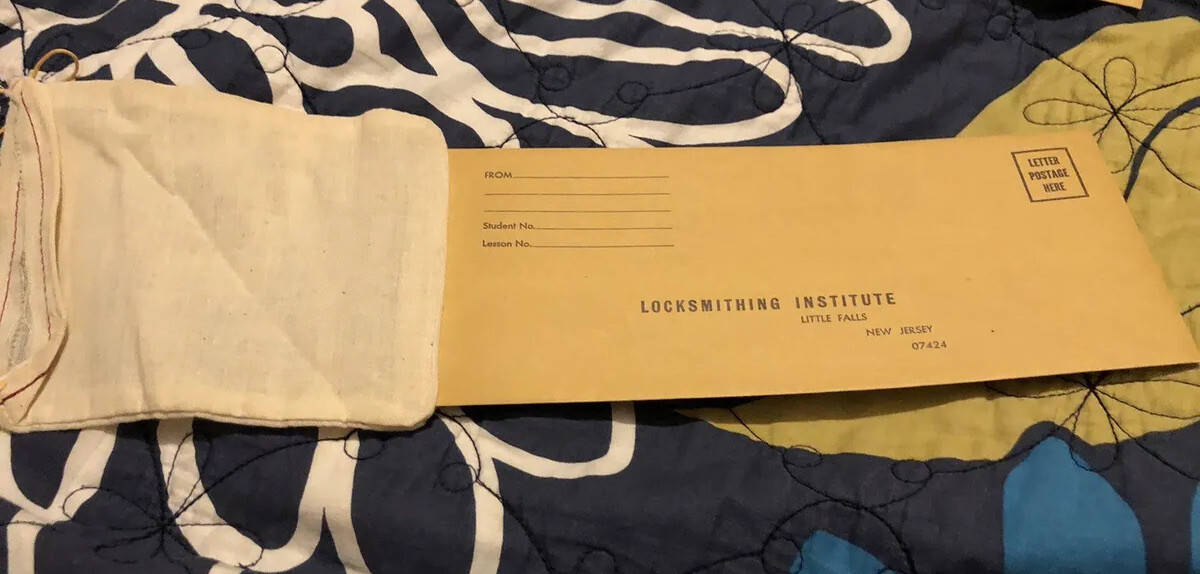 FROM
Student No.
Lesson No.
LETTER
POSTAGE
HERE
LOCKSMITHING INSTITUTE
LITTLE FALLS
NEW JERSEY
07424